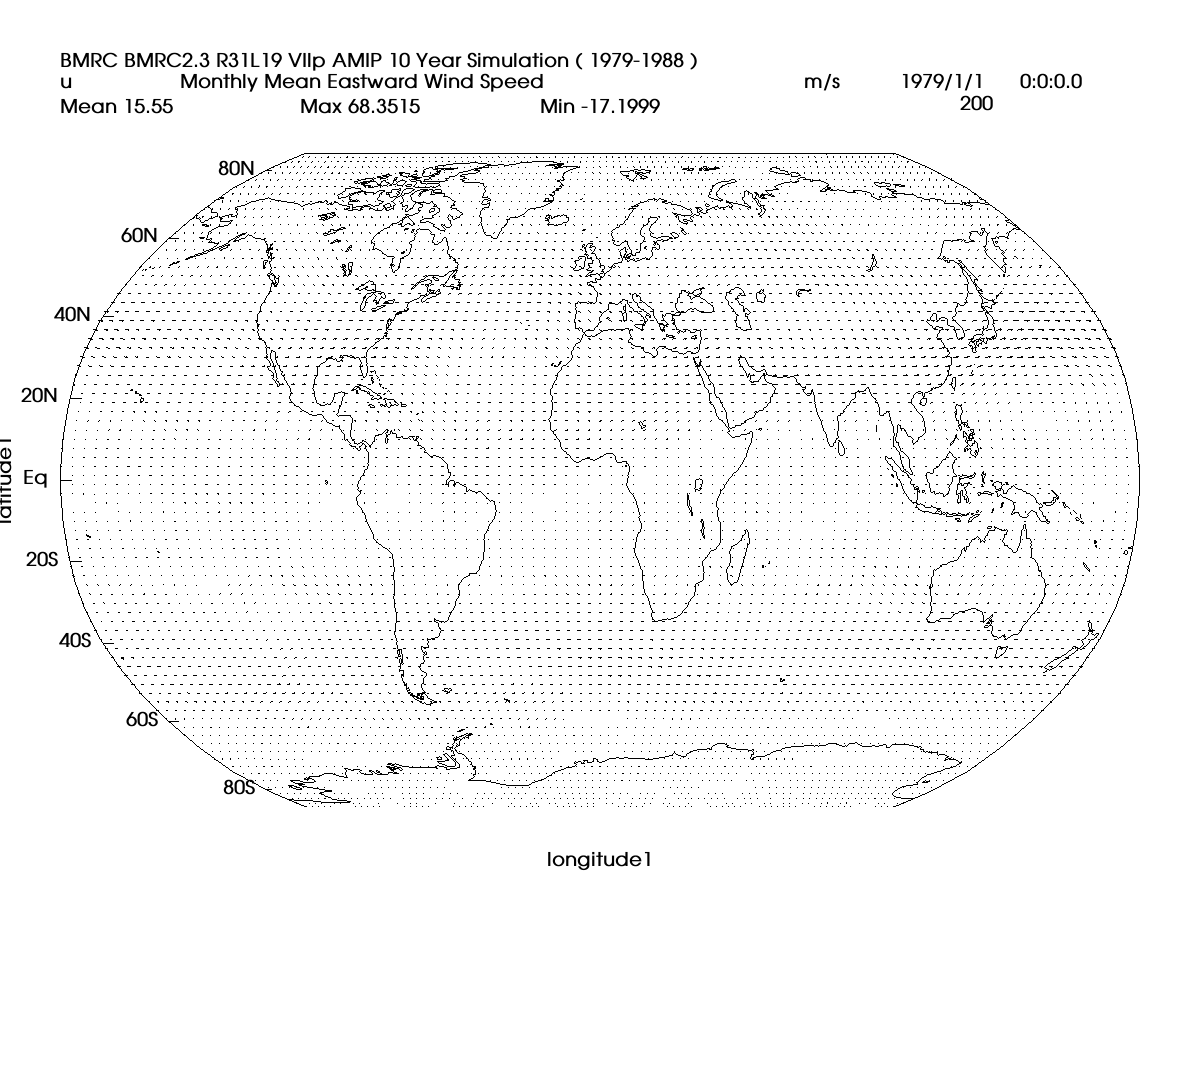 BMRC BMRC2.3 R31L19 VIIp AMIP 10 Year Simulation ( 1979-1988 )
u Monthly Mean Eastward Wind Speed m/s 1979/1/1 0:0:0.0
Mean 15.55 Max 68.3515 Min -17.1999 200
80N
60N
40N
20N
Eq
20S
40S
60S
80S
latitude1
longitude1